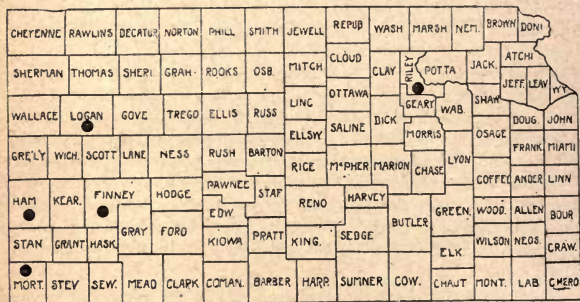 CHEYENNE RAWLINS DECATUR NORTON PHILL SMITH JEWELL REPUB WASH MARSH NEM. BROWN DONI
SHERMAN THOMAS SHERI. GRAH- ROOKS OSB. MITCH CLOUD CLAY RILEY POTTA JACK. ATCHI
JEFF. LEAV WY
WALLACE LOGAN GOVE TREGO ELLIS RUSS LINC OTTAWA DICK GEARY WAB. SHAW DOUG. JOHN
ELLSW SALINE MORRIS OSAGE
GRE'L'Y WICH. SCOTT LANE NESS RUSH BARTON RICE McPHER MARION CHASE LYON FRANK MIAMI
COFFEE ANDER LINN
HAM KEAR. FINNEY HODGE PAWNEE STAF RENO HARVEY BUTLER GREEN. WOOD. ALLEN BOUR
EDW.
STAN GRANT HASK. GRAY FORD KIOWA PRATT KING. SEDGE ELK. WILSON NEOS. CRAW.
MORT. STEV SEW. MEAD CLARK COMAN. BARBER HARP. SUMNER COW. CHAUT MONT. LAB CHERO